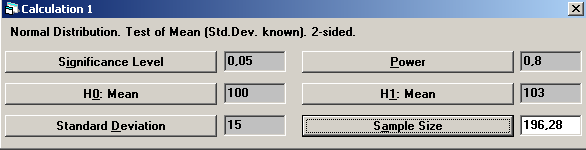 Calculation 1
Normal Distribution. Test of Mean (Std.Dev. known). 2-sided.
Significance Level 0,05 Power 0,8
H0: Mean 100 H1: Mean 103
Standard Deviation 15 Sample Size 196,28